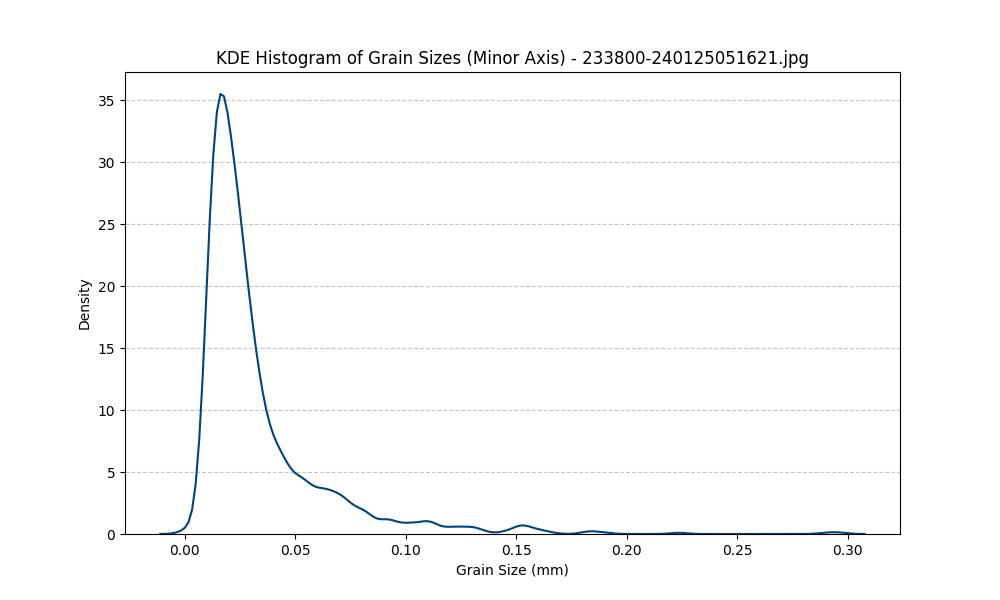 KDE Histogram of Grain Sizes (Minor Axis) - 233800-240125051621.jpg
35
30
25
20
15
10
5
0
Density
0.00 0.05 0.10 0.15 0.20 0.25 0.30
Grain Size (mm)